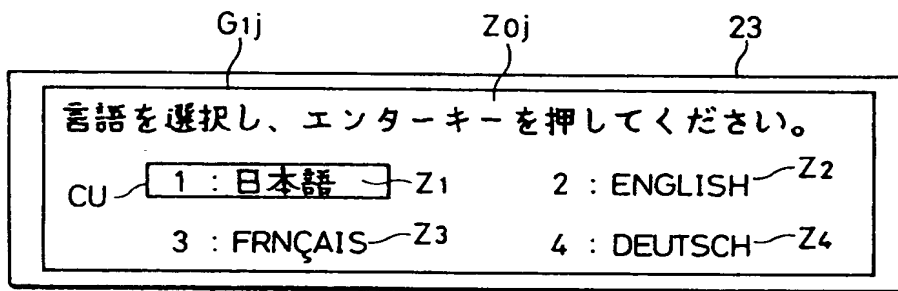 G1j Z0j 23
言語を選択し、エンターキーを押してください。
CU 1 : 日本語 Z1 2 : ENGLISH Z2
3 : FRNÇAIS Z3 4 : DEUTSCH Z4